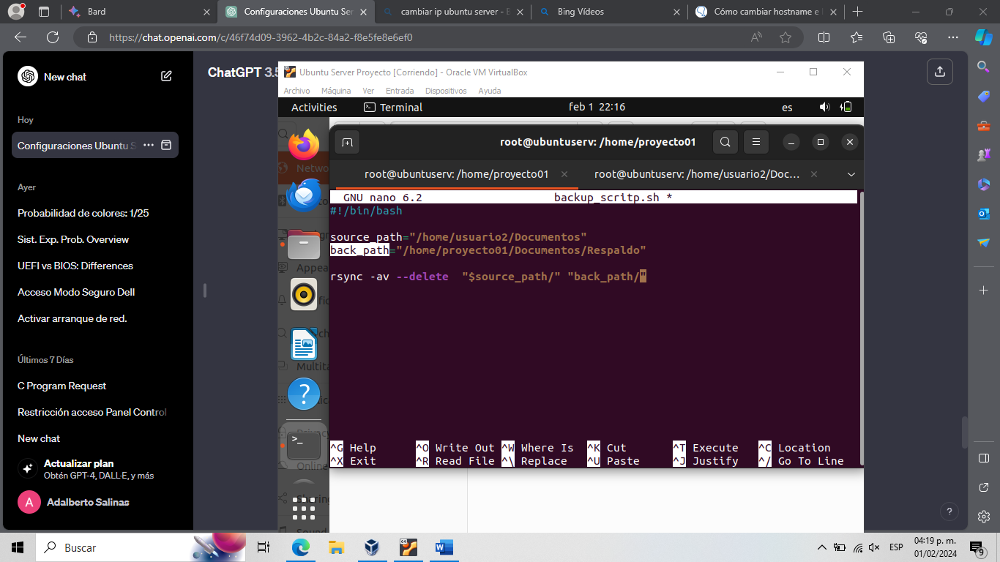 Bard
Configuraciones Ubuntu Ser
cambiar ip ubuntu server - B
Bing Vídeos
Cómo cambiar hostname e
https://chat.openai.com/c/46f74d09-3962-4b2c-84a2-f8e5fe8e6ef0
New chat
Hoy
Configuraciones Ubuntu S
Ayer
Probabilidad de colores: 1/25
Sist. Exp. Prob. Overview
UEFI vs BIOS: Differences
Acceso Modo Seguro Dell
Activar arranque de red.
Últimos 7 Días
C Program Request
Restricción acceso Panel Control
New chat
Actualizar plan
Obtén GPT-4, DALL·E, y más
A
Adalberto Salinas
ChatGPT 3.5
Ubuntu Server Proyecto [Corriendo] - Oracle VM VirtualBox
Archivo Máquina Ver Entrada Dispositivos Ayuda
Activities
Terminal
feb 1 22:16
es
root@ubuntuserv: /home/proyecto01
root@ubuntuserv: /home/proyecto01
root@ubuntuserv: /home/usuario2/Doc...
GNU nano 6.2 backup_scritp.sh *
#!/bin/bash
source_path="/home/usuario2/Documentos"
back_path="/home/proyecto01/Documentos/Respaldo"
rsync -av --delete "$source_path/" "back_path/"
^G Help ^O Write Out ^W Where Is ^K Cut ^T Execute ^C Location
^X Exit ^R Read File ^\ Replace ^U Paste ^J Justify ^/ Go To Line
Netwo
Appea
Multita
Online
Sharing
Sound
?
?
Buscar
64
ESP
04:19 p. m.
01/02/2024
9